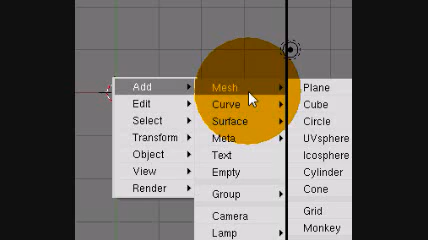 Add
Edit
Select
Transform
Object
View
Render
Mesh
Curve
Surface
Meta
Text
Empty
Group
Camera
Lamp
Plane
Cube
Circle
UVsphere
Icosphere
Cylinder
Cone
Grid
Monkey